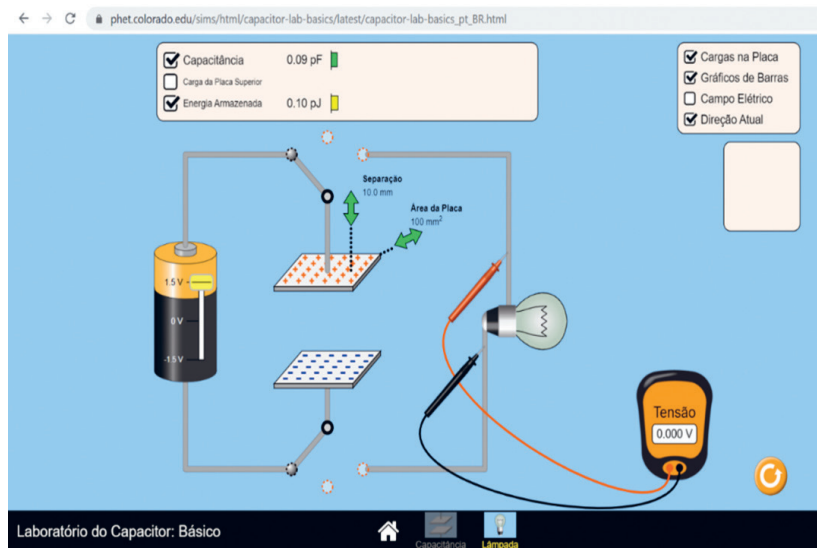 phet.colorado.edu/sims/html/capacitor-lab-basics/latest/capacitor-lab-basics_pt_BR.html
Capacitância 0.09 pF
Carga da Placa Superior
Energia Armazenada 0.10 pJ
Cargas na Placa
Gráficos de Barras
Campo Elétrico
Direção Atual
Separação
10.0 mm
Área da Placa
100 mm²
1.5 V
0 V
-1.5 V
Tensão
0.000 V
Laboratório do Capacitor: Básico
Capacitância
Lâmpada